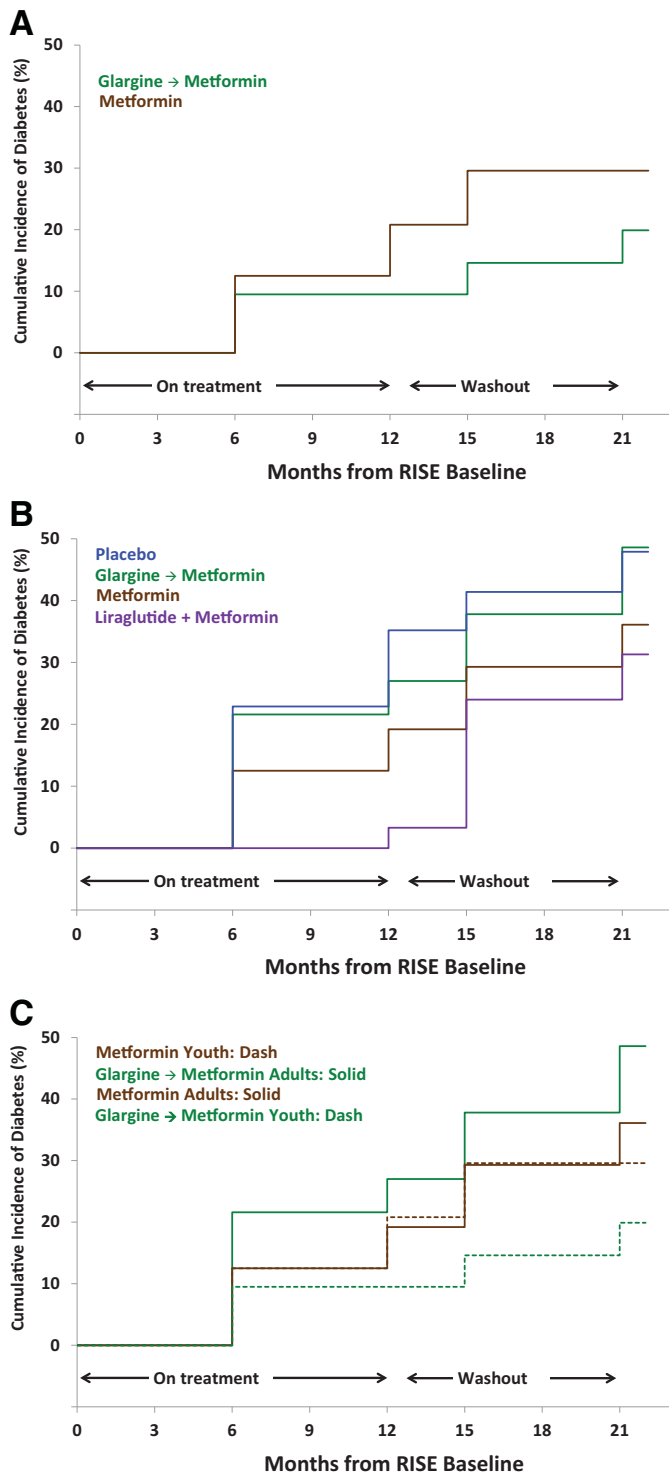 A
Cumulative Incidence of Diabetes (%)
50
40
30
20
10
0
Glargine → Metformin
Metformin
On treatment
Washout
0 3 6 9 12 15 18 21
Months from RISE Baseline
B
Cumulative Incidence of Diabetes (%)
50
40
30
20
10
0
Placebo
Glargine → Metformin
Metformin
Liraglutide + Metformin
On treatment
Washout
0 3 6 9 12 15 18 21
Months from RISE Baseline
C
Cumulative Incidence of Diabetes (%)
50
40
30
20
10
0
Metformin Youth: Dash
Glargine → Metformin Adults: Solid
Metformin Adults: Solid
Glargine → Metformin Youth: Dash
On treatment
Washout
0 3 6 9 12 15 18 21
Months from RISE Baseline